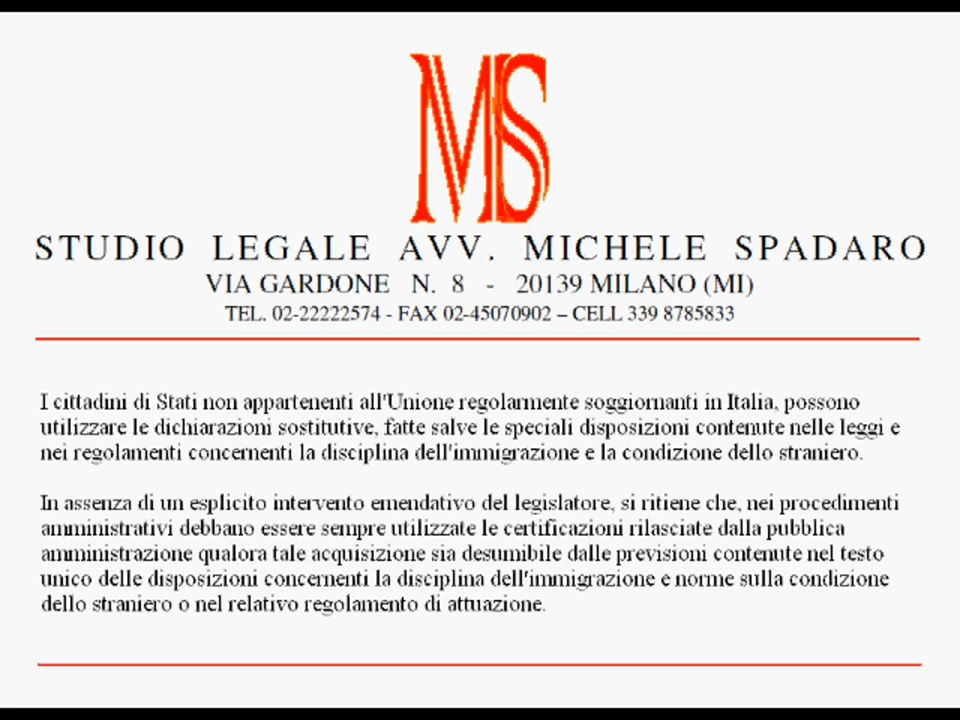 MS
STUDIO LEGALE AVV. MICHELE SPADARO
VIA GARDONE N. 8 - 20139 MILANO (MI)
TEL. 02-22222574 - FAX 02-45070902 – CELL 339 8785833
I cittadini di Stati non appartenenti all'Unione regolarmente soggiornanti in Italia, possono
utilizzare le dichiarazioni sostitutive, fatte salve le speciali disposizioni contenute nelle leggi e
nei regolamenti concernenti la disciplina dell'immigrazione e la condizione dello straniero.
In assenza di un esplicito intervento emendativo del legislatore, si ritiene che, nei procedimenti
amministrativi debbano essere sempre utilizzate le certificazioni rilasciate dalla pubblica
amministrazione qualora tale acquisizione sia desumibile dalle previsioni contenute nel testo
unico delle disposizioni concernenti la disciplina dell'immigrazione e norme sulla condizione
dello straniero o nel relativo regolamento di attuazione.